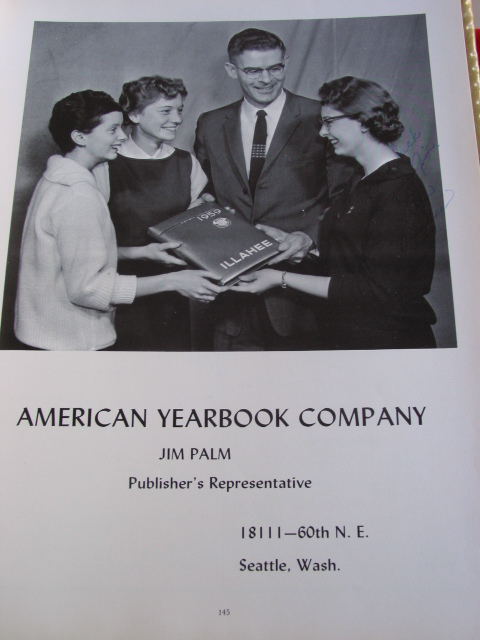 1959
ILLAHEE
AMERICAN YEARBOOK COMPANY
JIM PALM
Publisher's Representative
18111—60th N. E.
Seattle, Wash.
145